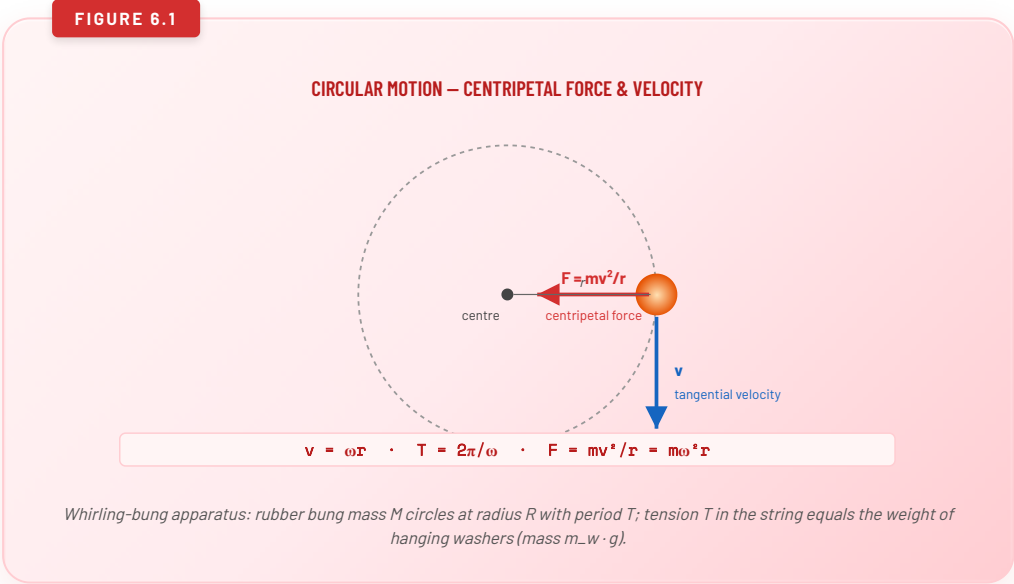 FIGURE 6.1
CIRCULAR MOTION – CENTRIPETAL FORCE & VELOCITY
F = mv²/r
r
centre
centripetal force
v
tangential velocity
v = ωr · T = 2π/ω · F = mv²/r = mω²r
Whirling-bung apparatus: rubber bung mass M circles at radius R with period T; tension T in the string equals the weight of
hanging washers (mass m_w · g).